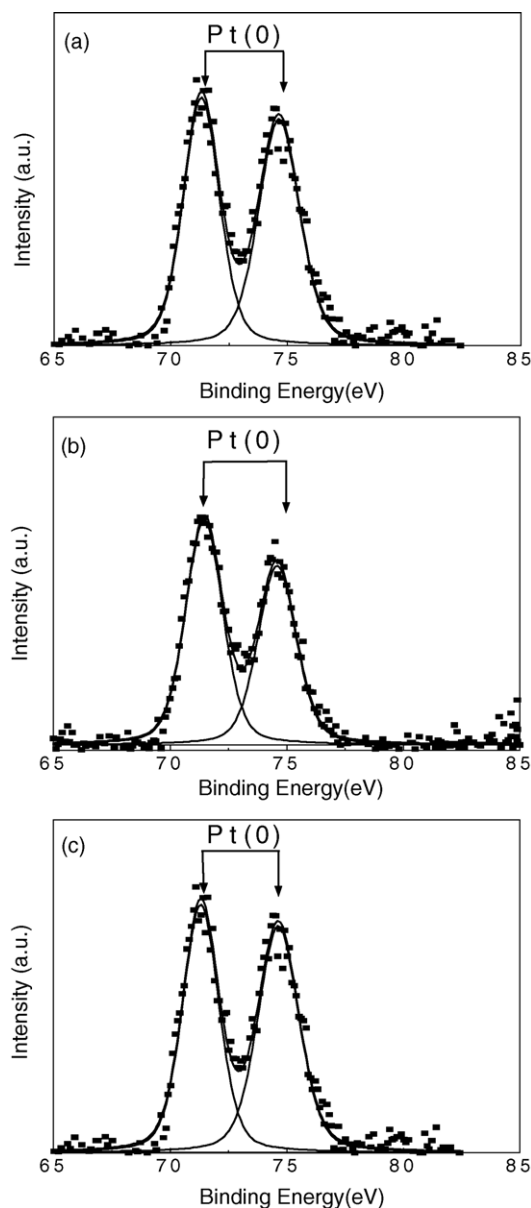 (a)
Pt(0)
Intensity (a.u.)
65 70 75 80 85
Binding Energy(eV)
(b)
Pt(0)
Intensity (a.u.)
65 70 75 80 85
Binding Energy(eV)
(c)
Pt(0)
Intensity (a.u.)
65 70 75 80 85
Binding Energy(eV)